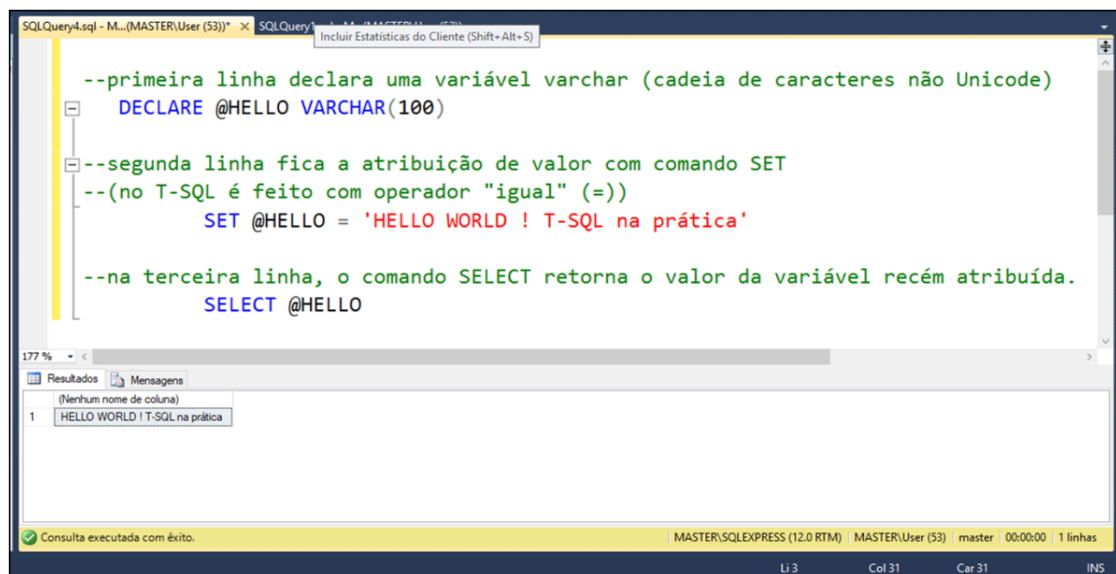 SQLQuery4.sql - M...(MASTER\User (53))* SQLQuery1
Incluir Estatísticas do Cliente (Shift+Alt+S)
--primeira linha declara uma variável varchar (cadeia de caracteres não Unicode)
DECLARE @HELLO VARCHAR(100)
--segunda linha fica a atribuição de valor com comando SET
--(no T-SQL é feito com operador "igual" (=))
SET @HELLO = 'HELLO WORLD ! T-SQL na prática'
--na terceira linha, o comando SELECT retorna o valor da variável recém atribuída.
SELECT @HELLO
177 %
Resultados Mensagens
(Nenhum nome de coluna)
1 HELLO WORLD ! T-SQL na prática
Consulta executada com êxito. MASTER\SQLEXPRESS (12.0 RTM) MASTER\User (53) master 00:00:00 1 linhas
Li 3 Col 31 Car 31 INS